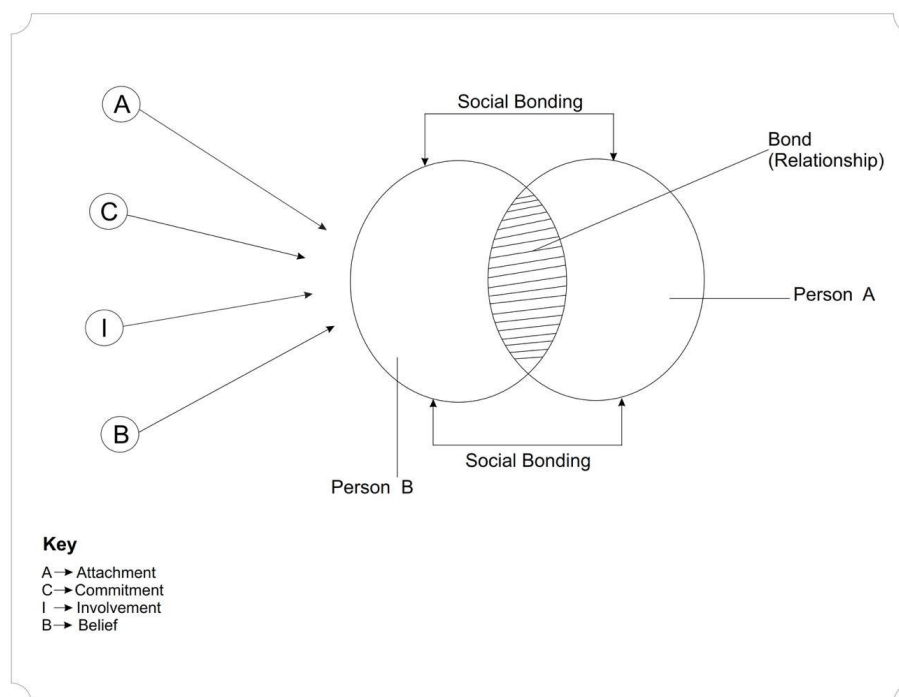 A
Social Bonding
Bond
(Relationship)
C
Person A
I
B
Social Bonding
Person B
Key
A → Attachment
C → Commitment
I → Involvement
B → Belief